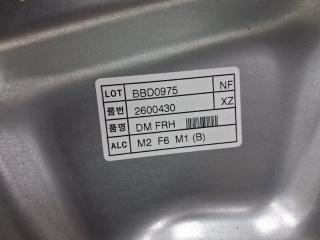 LOT BBD0975 NF
품번 2600430 XZ
품명 DM FRH
ALC M2 F6 M1 (B)